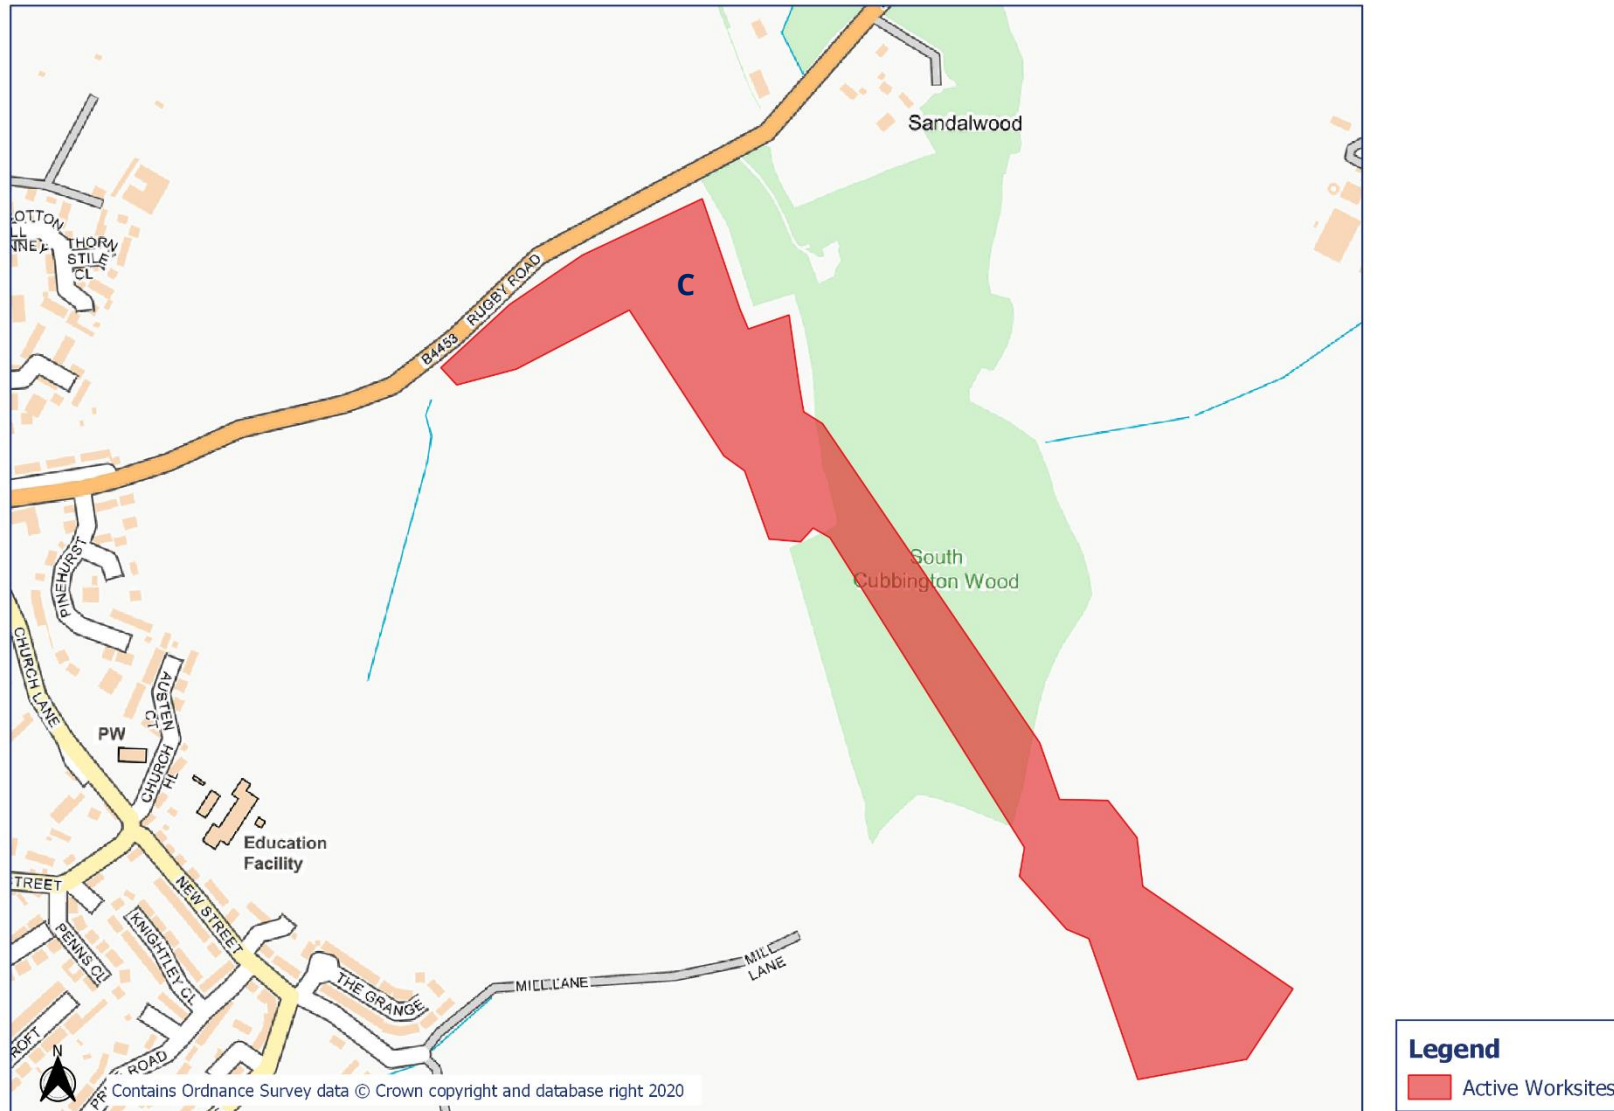 Sandalwood
THORN
STILE
CL
C
RUGBY ROAD
B4453
South
Cubbington Wood
PINEHURST
CHURCH LANE
AUSTEN
CT
PW
CHURCH
HL
Education
Facility
TREET
NEW STREET
PENNS CL
KNIGHTLEY CL
THE GRANGE
MILL LANE
MILL
LANE
ROFT
ROAD
N
Contains Ordnance Survey data © Crown copyright and database right 2020
Legend
Active Worksites